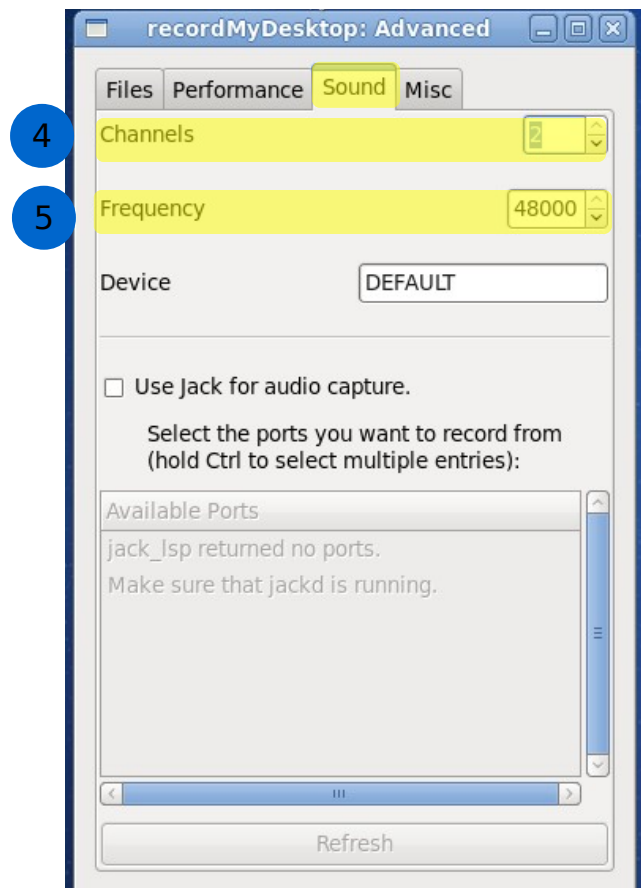 recordMyDesktop: Advanced
Files Performance Sound Misc
4 Channels 2
5 Frequency 48000
Device DEFAULT
Use Jack for audio capture.
Select the ports you want to record from
(hold Ctrl to select multiple entries):
Available Ports
jack_lsp returned no ports.
Make sure that jackd is running.
Refresh